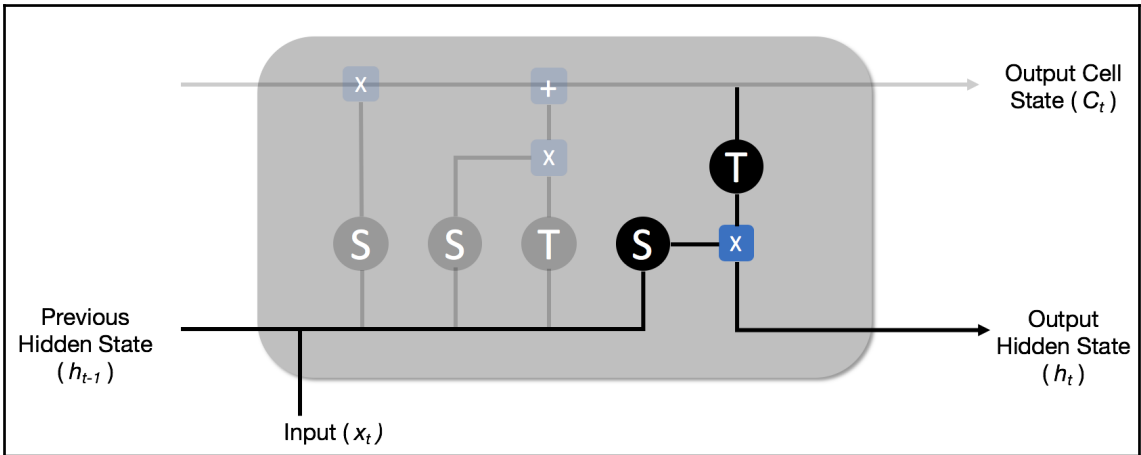 x
+
Output Cell
State ( Cₜ )
x
T
S
S
T
S
x
Previous
Hidden State
( hₜ₋₁ )
Output
Hidden State
( hₜ )
Input ( xₜ )